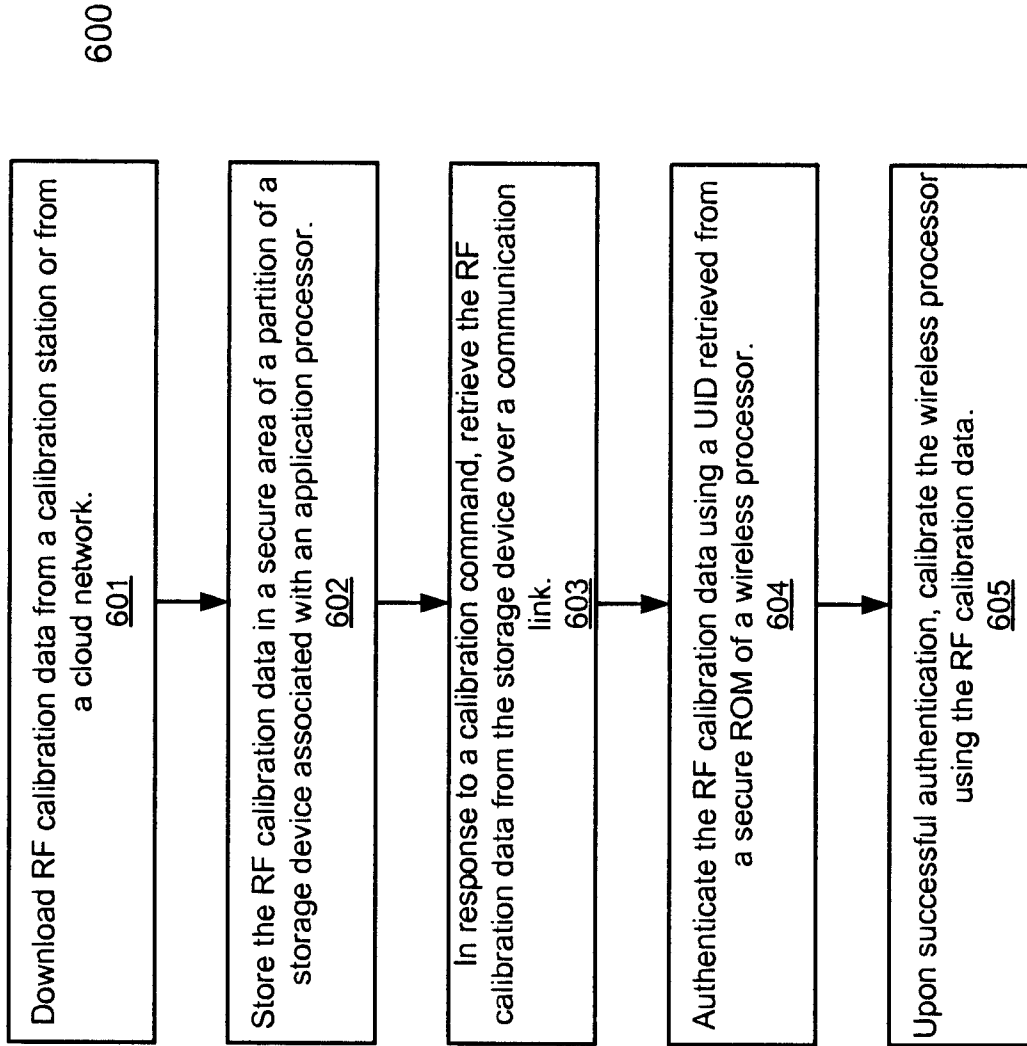 600
Download RF calibration data from a calibration station or from
a cloud network.
601
Store the RF calibration data in a secure area of a partition of a
storage device associated with an application processor.
602
In response to a calibration command, retrieve the RF
calibration data from the storage device over a communication
link.
603
Authenticate the RF calibration data using a UID retrieved from
a secure ROM of a wireless processor.
604
Upon successful authentication, calibrate the wireless processor
using the RF calibration data.
605